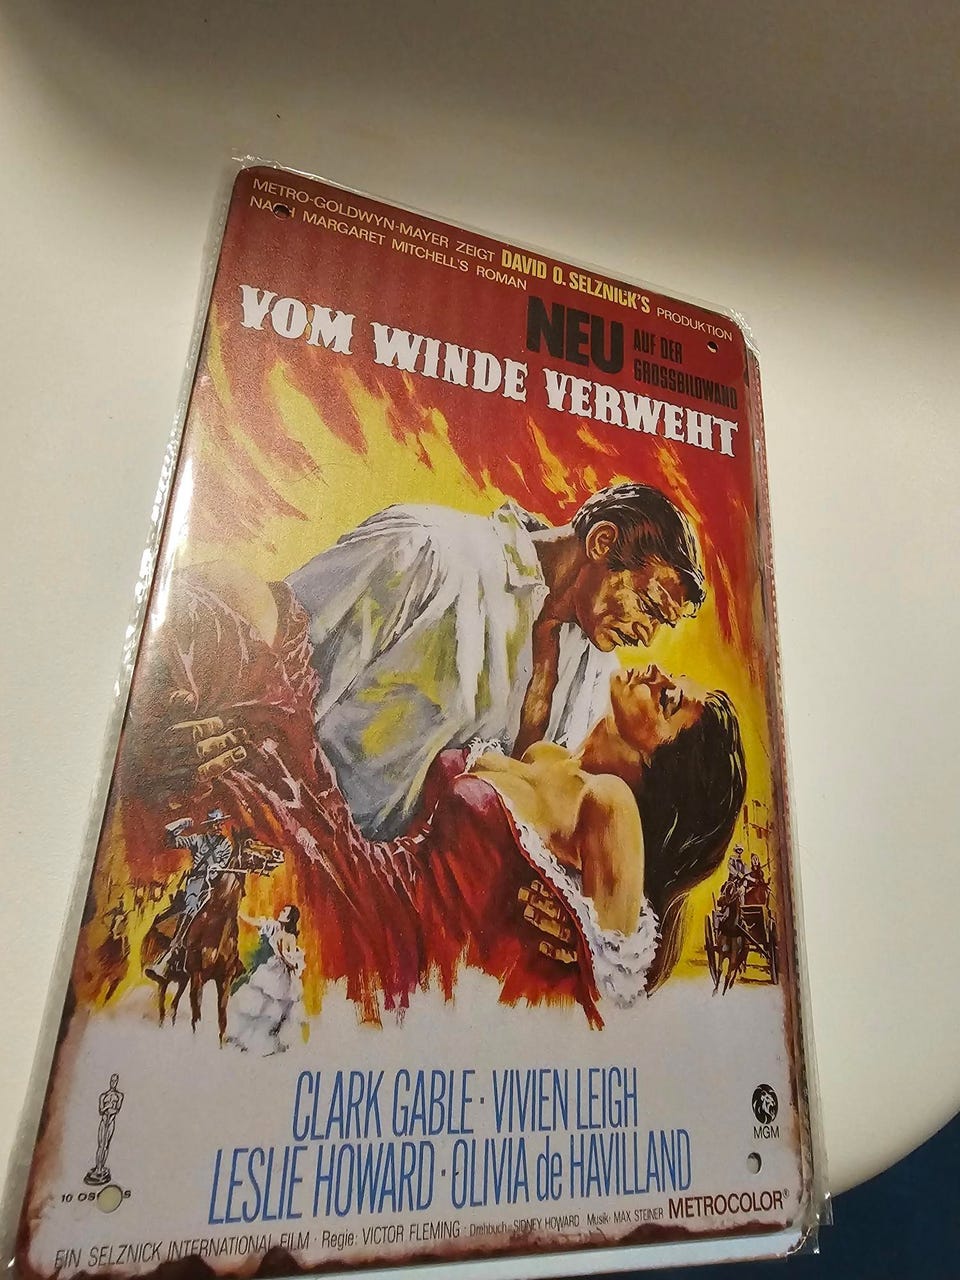 METRO-GOLDWYN-MAYER ZEIGT DAVID O. SELZNICK'S PRODUKTION
NACH MARGARET MITCHELL'S ROMAN
NEU AUF DER
GROSSBILDWAND
VOM WINDE VERWEHT
CLARK GABLE · VIVIEN LEIGH
LESLIE HOWARD · OLIVIA de HAVILLAND
MGM
10 OSCARS
METROCOLOR®
EIN SELZNICK INTERNATIONAL FILM · Regie: VICTOR FLEMING · Drehbuch: SIDNEY HOWARD Musik: MAX STEINER